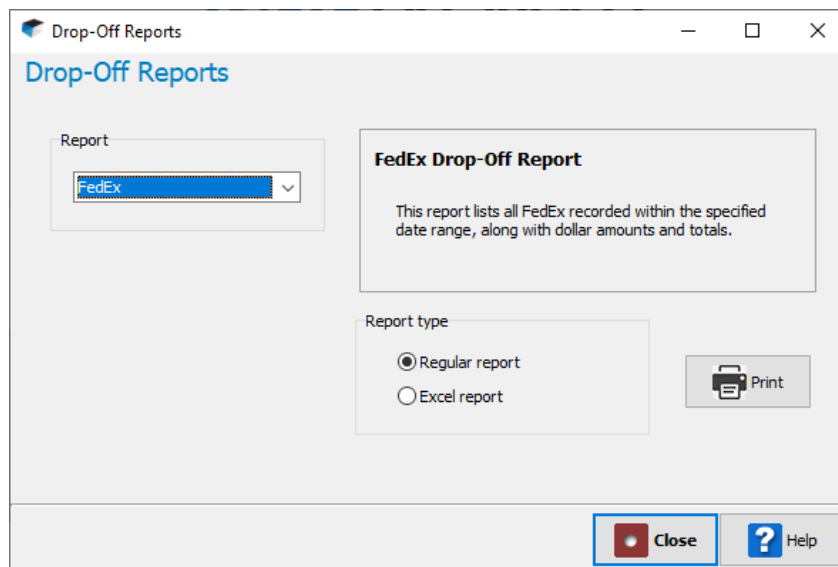 Drop-Off Reports
Drop-Off Reports
Report
FedEx
FedEx Drop-Off Report
This report lists all FedEx recorded within the specified
date range, along with dollar amounts and totals.
Report type
Regular report
Excel report
Print
Close
Help